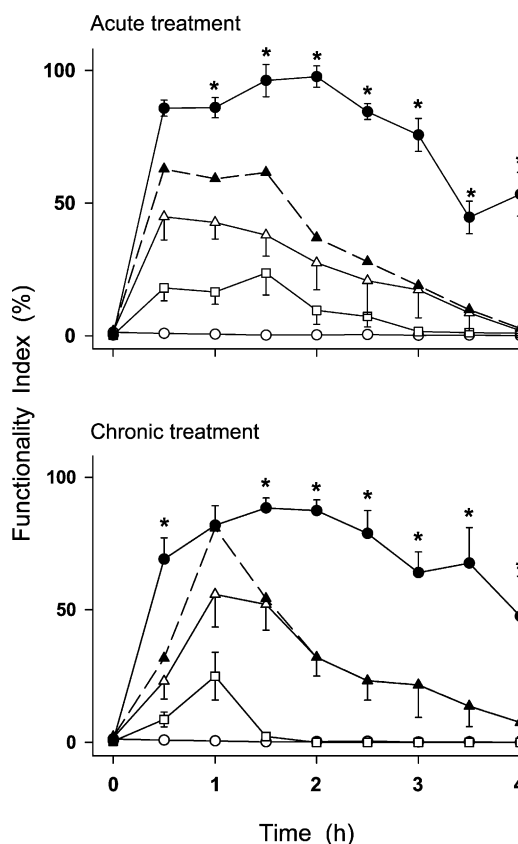 Acute treatment
* * * * * * *
100
50
0
Functionality Index (%)
Chronic treatment
* * * * * * *
100
50
0
0 1 2 3 4
Time (h)